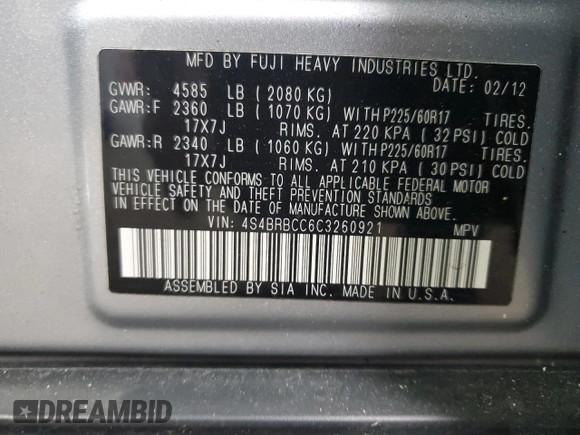 MFD BY FUJI HEAVY INDUSTRIES LTD.
DATE: 02/12
GVWR: 4585 LB ( 2080 KG)
GAWR:F 2360 LB ( 1070 KG) WITH P225/60R17 TIRES.
17X7J RIMS. AT 220 KPA ( 32 PSI) COLD
GAWR:R 2340 LB ( 1060 KG) WITH P225/60R17 TIRES.
17X7J RIMS. AT 210 KPA ( 30 PSI) COLD
THIS VEHICLE CONFORMS TO ALL APPLICABLE FEDERAL MOTOR
VEHICLE SAFETY AND THEFT PREVENTION STANDARDS
IN EFFECT ON THE DATE OF MANUFACTURE SHOWN ABOVE.
VIN: 4S4BRBCC6C3260921 MPV
ASSEMBLED BY SIA INC. MADE IN U.S.A.
DREAMBID